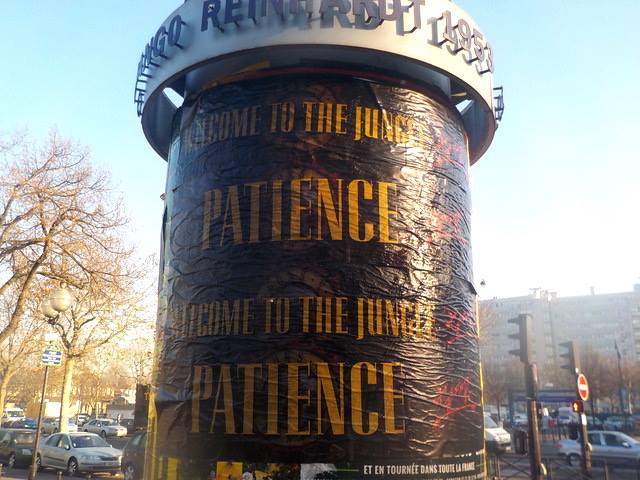 REINHARDT 1953
WELCOME TO THE JUNGLE
PATIENCE
WELCOME TO THE JUNGLE
PATIENCE
ET EN TOURNÉE DANS TOUTE LA FRANCE